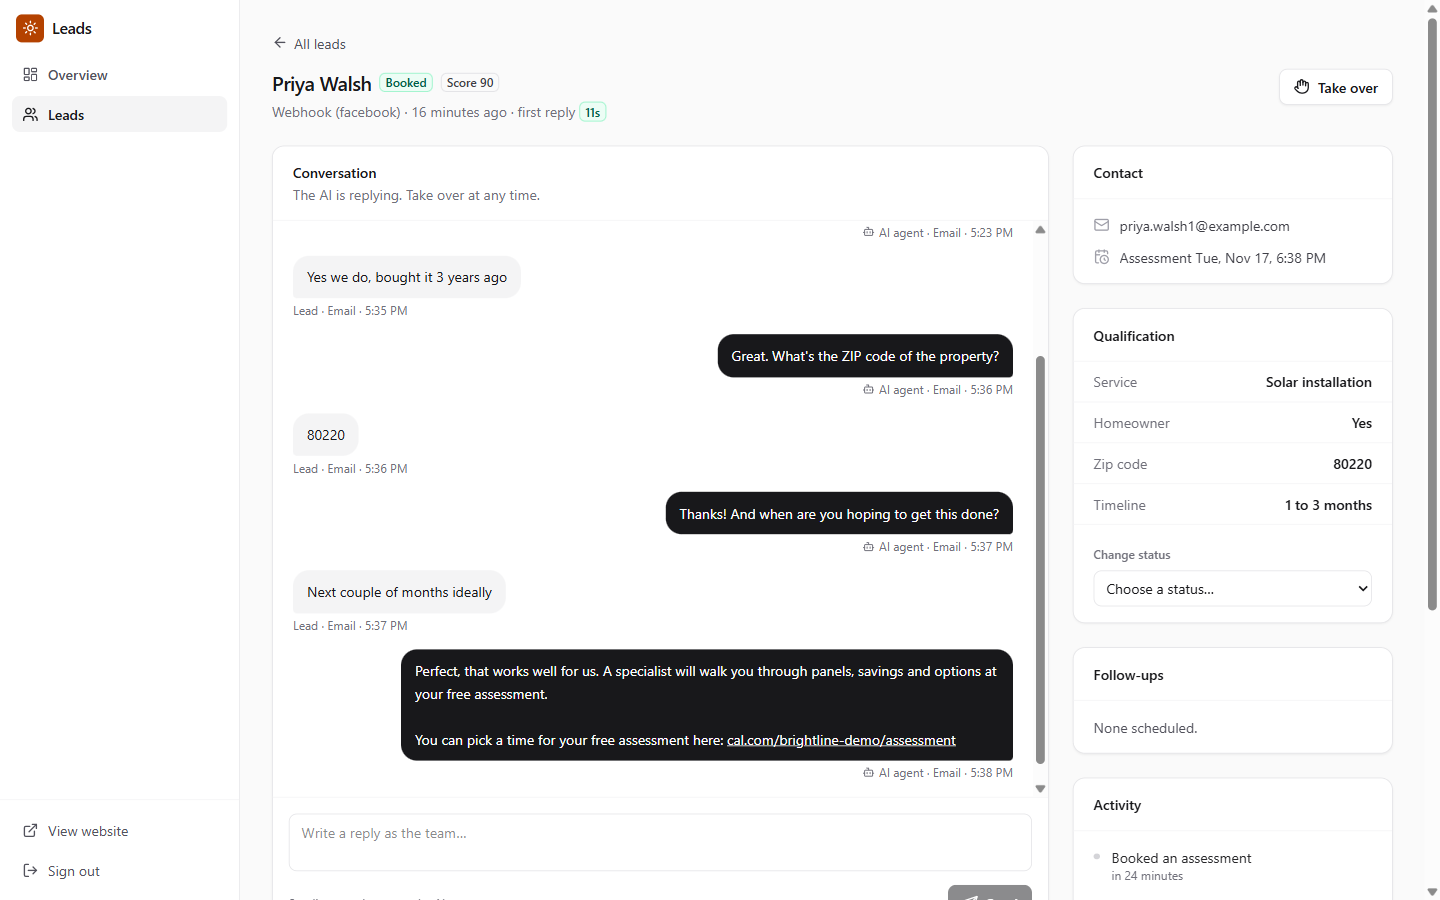 Leads
Overview
Leads
View website
Sign out
All leads
Priya Walsh Booked Score 90
Webhook (facebook) · 16 minutes ago · first reply 11s
Take over
Conversation
The AI is replying. Take over at any time.
AI agent · Email · 5:23 PM
Yes we do, bought it 3 years ago
Lead · Email · 5:35 PM
Great. What's the ZIP code of the property?
AI agent · Email · 5:36 PM
80220
Lead · Email · 5:36 PM
Thanks! And when are you hoping to get this done?
AI agent · Email · 5:37 PM
Next couple of months ideally
Lead · Email · 5:37 PM
Perfect, that works well for us. A specialist will walk you through panels, savings and options at
your free assessment.
You can pick a time for your free assessment here: cal.com/brightline-demo/assessment
AI agent · Email · 5:38 PM
Write a reply as the team...
Contact
priya.walsh1@example.com
Assessment Tue, Nov 17, 6:38 PM
Qualification
Service Solar installation
Homeowner Yes
Zip code 80220
Timeline 1 to 3 months
Change status
Choose a status...
Follow-ups
None scheduled.
Activity
Booked an assessment
in 24 minutes